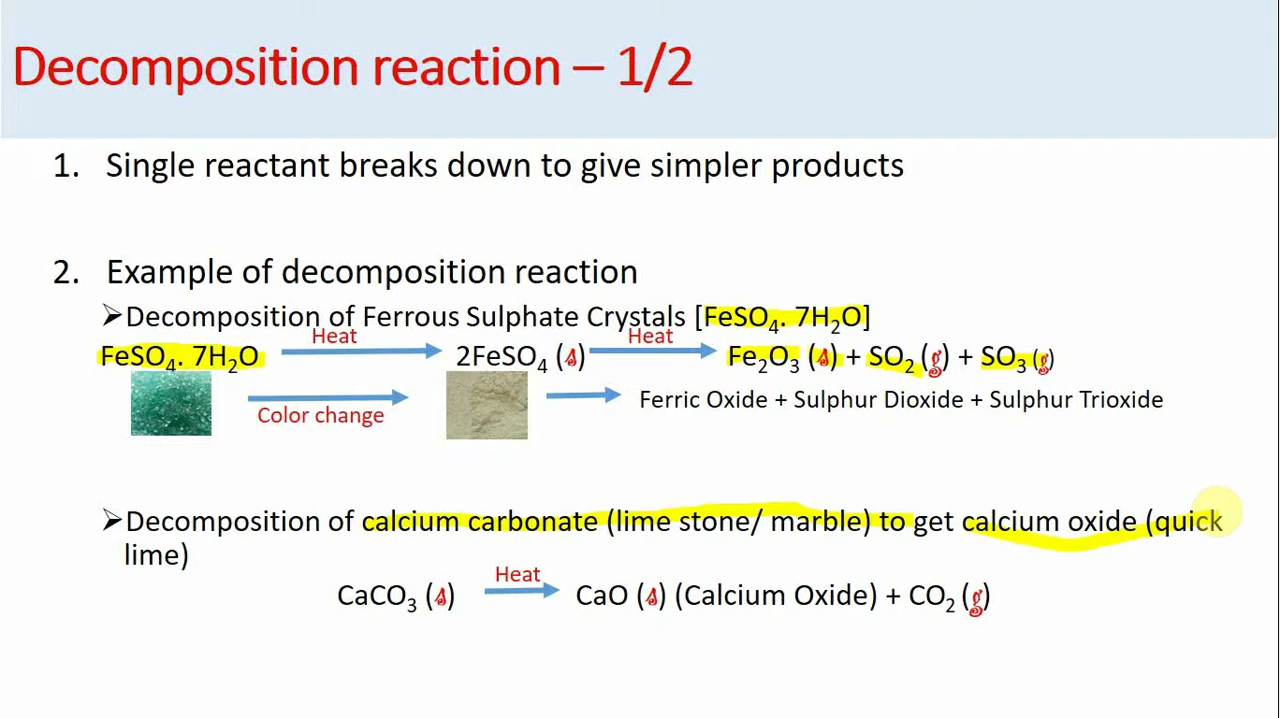 Decomposition reaction – 1/2
1. Single reactant breaks down to give simpler products
2. Example of decomposition reaction
➢Decomposition of Ferrous Sulphate Crystals [FeSO₄. 7H₂O]
Heat Heat
FeSO₄. 7H₂O 2FeSO₄ (s) Fe₂O₃ (s) + SO₂ (g) + SO₃ (g)
Color change Ferric Oxide + Sulphur Dioxide + Sulphur Trioxide
➢Decomposition of calcium carbonate (lime stone/ marble) to get calcium oxide (quick
lime)
Heat
CaCO₃ (s) CaO (s) (Calcium Oxide) + CO₂ (g)